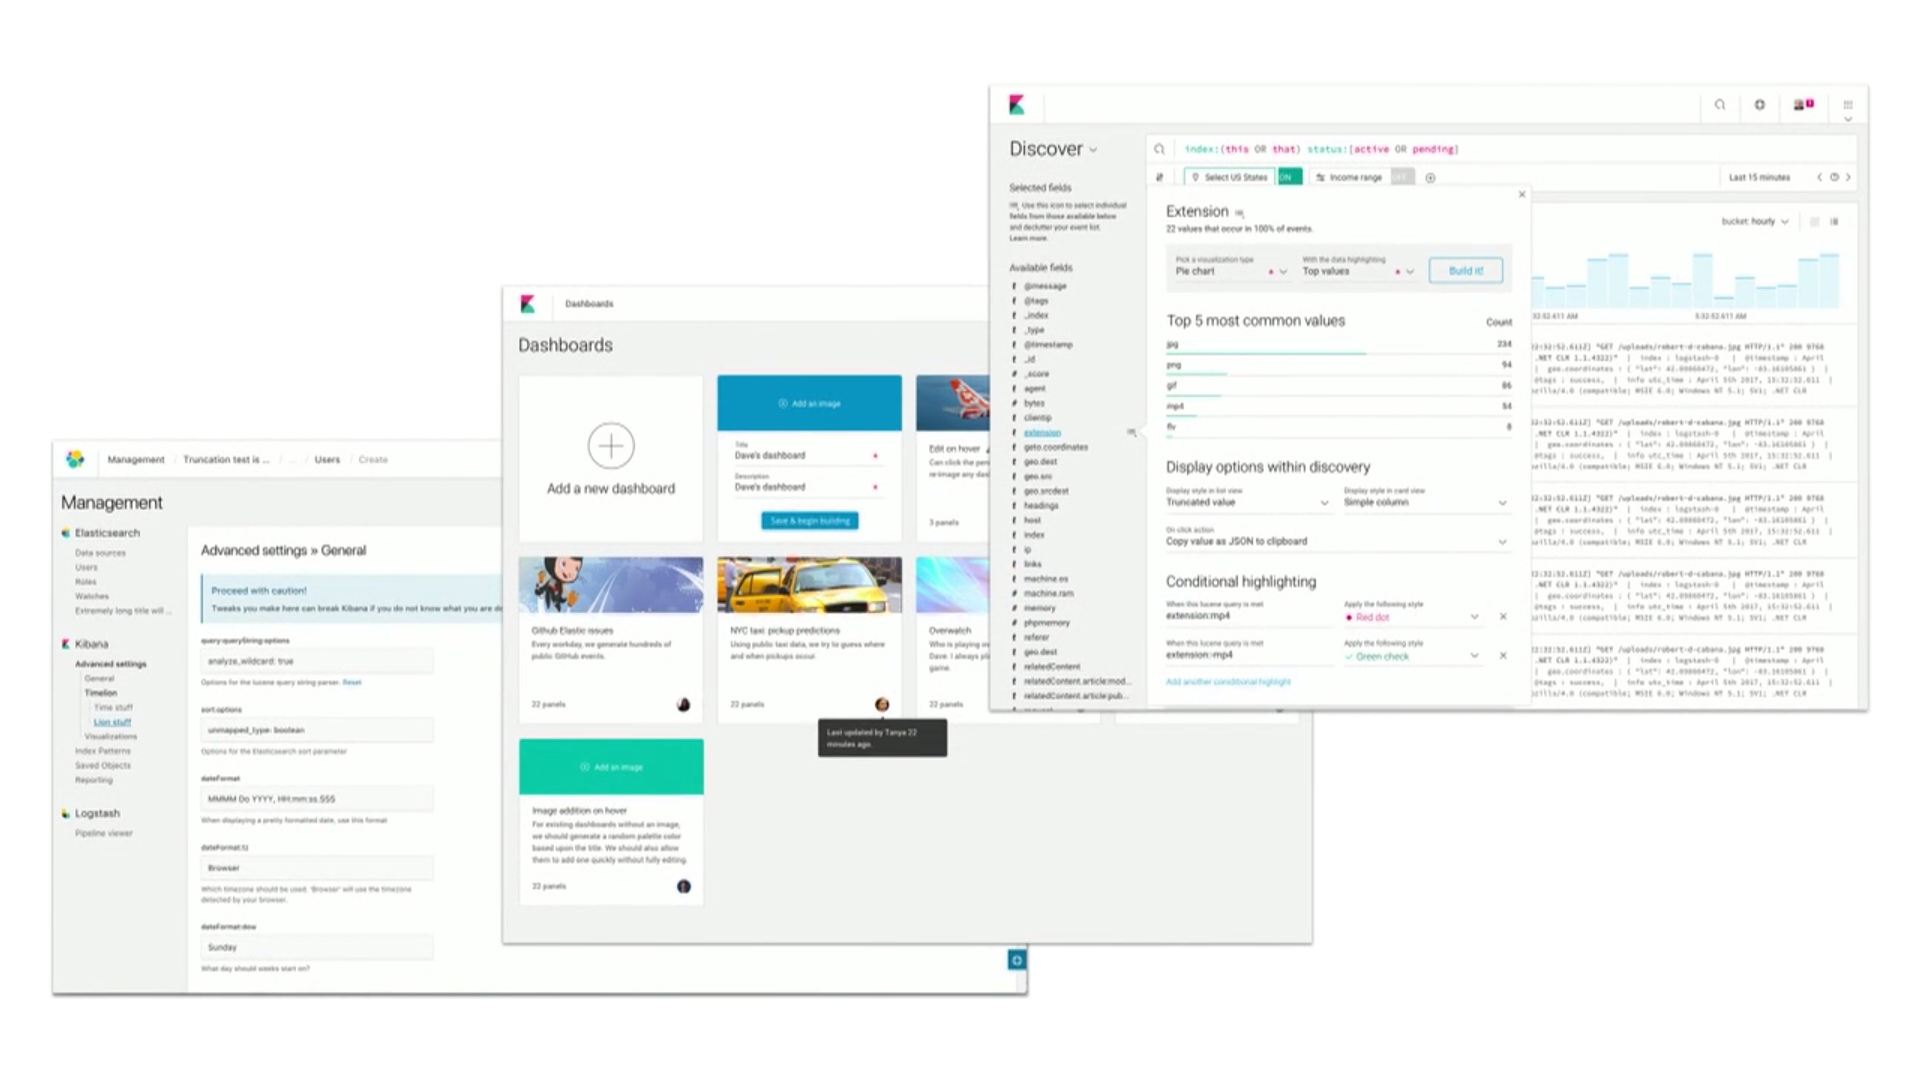 Management / Truncation test is ... / ... / Users / Create
Management
Elasticsearch
Data sources
Users
Roles
Watches
Extremely long title will ...
Kibana
Advanced settings
General
Timelion
Time stuff
Lion stuff
Visualizations
Index Patterns
Saved Objects
Reporting
Logstash
Pipeline viewer
Advanced settings » General
Proceed with caution!
Tweaks you make here can break Kibana if you do not know what you are do
query:queryString:options
analyze_wildcard: true
Options for the lucene query string parser. Reset
sort:options
unmapped_type: boolean
Options for the Elasticsearch sort parameter
dateFormat
MMMM Do YYYY, HH:mm:ss.SSS
When displaying a pretty formatted date, use this format
dateFormat:tz
Browser
Which timezone should be used. 'Browser' will use the timezone
detected by your browser.
dateFormat:dow
Sunday
What day should weeks start on?
Dashboards
Dashboards
Add a new dashboard
Add an image
Title
Dave's dashboard
Description
Dave's dashboard
Save & begin building
Edit on hover
Can click the pen
re-image any das
3 panels
Github Elastic issues
Every workday, we generate hundreds of
public GitHub events.
22 panels
NYC taxi pickup predictions
Using public taxi data, we try to guess where
and when pickups occur.
22 panels
Last updated by Tanya 22
minutes ago.
Overwatch
Who is playing o
Dave. I always pl
game.
22 panels
Add an image
Image addition on hover
For existing dashboards without an image,
we should generate a random palette color
based upon the title. We should also allow
them to add one quickly without fully editing.
22 panels
Discover
index:(this OR that) status:[active OR pending]
Select US States ON
Income range OFF
Last 15 minutes
Selected fields
Use this icon to select individual
fields from those available below
and declutter your event list.
Learn more.
Available fields
t @message
t @tags
t _index
t _type
t @timestamp
t _id
# _score
t agent
# bytes
t clientip
t extension
t geto.coordinates
t geo.dest
t geo.src
t geo.srcdest
t headings
t host
t index
t ip
t links
t machine.os
# machine.ram
# memory
# phpmemory
t referer
t geo.dest
t relatedContent
t relatedContent.article:mod...
t relatedContent.article:pub...
Extension
22 values that occur in 100% of events.
Pick a visualization type
Pie chart
With the data highlighting
Top values
Build it!
Top 5 most common values Count
jpg 234
png 94
gif 86
mp4 54
flv 8
Display options within discovery
Display style in list view
Truncated value
Display style in card view
Simple column
On click action
Copy value as JSON to clipboard
Conditional highlighting
When this lucene query is met
extension:mp4
Apply the following style
Red dot
When this lucene query is met
extension:-mp4
Apply the following style
Green check
Add another conditional highlight
bucket: hourly
:32:52.611 AM
5:32:52.611 AM